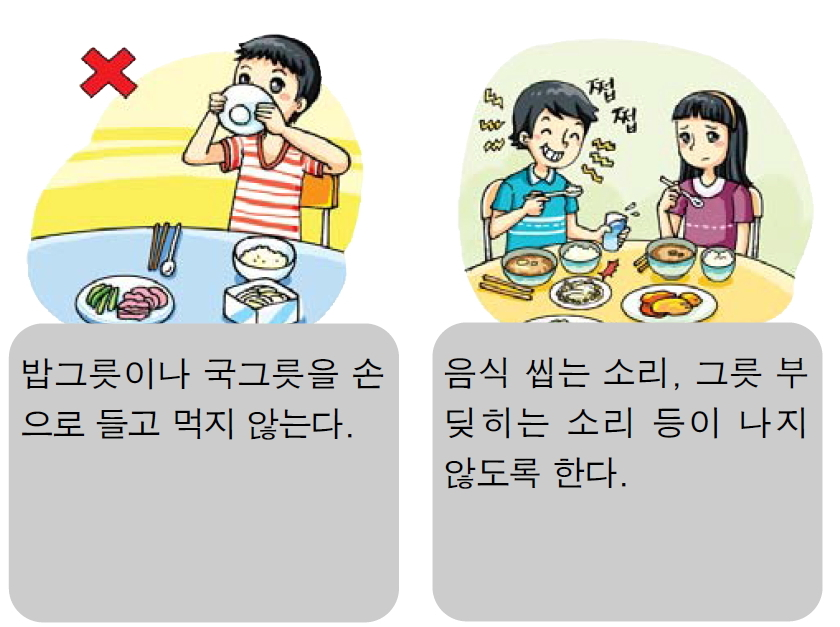 쩝
쩝
밥그릇이나 국그릇을 손
으로 들고 먹지 않는다.
음식 씹는 소리, 그릇 부
딪히는 소리 등이 나지
않도록 한다.